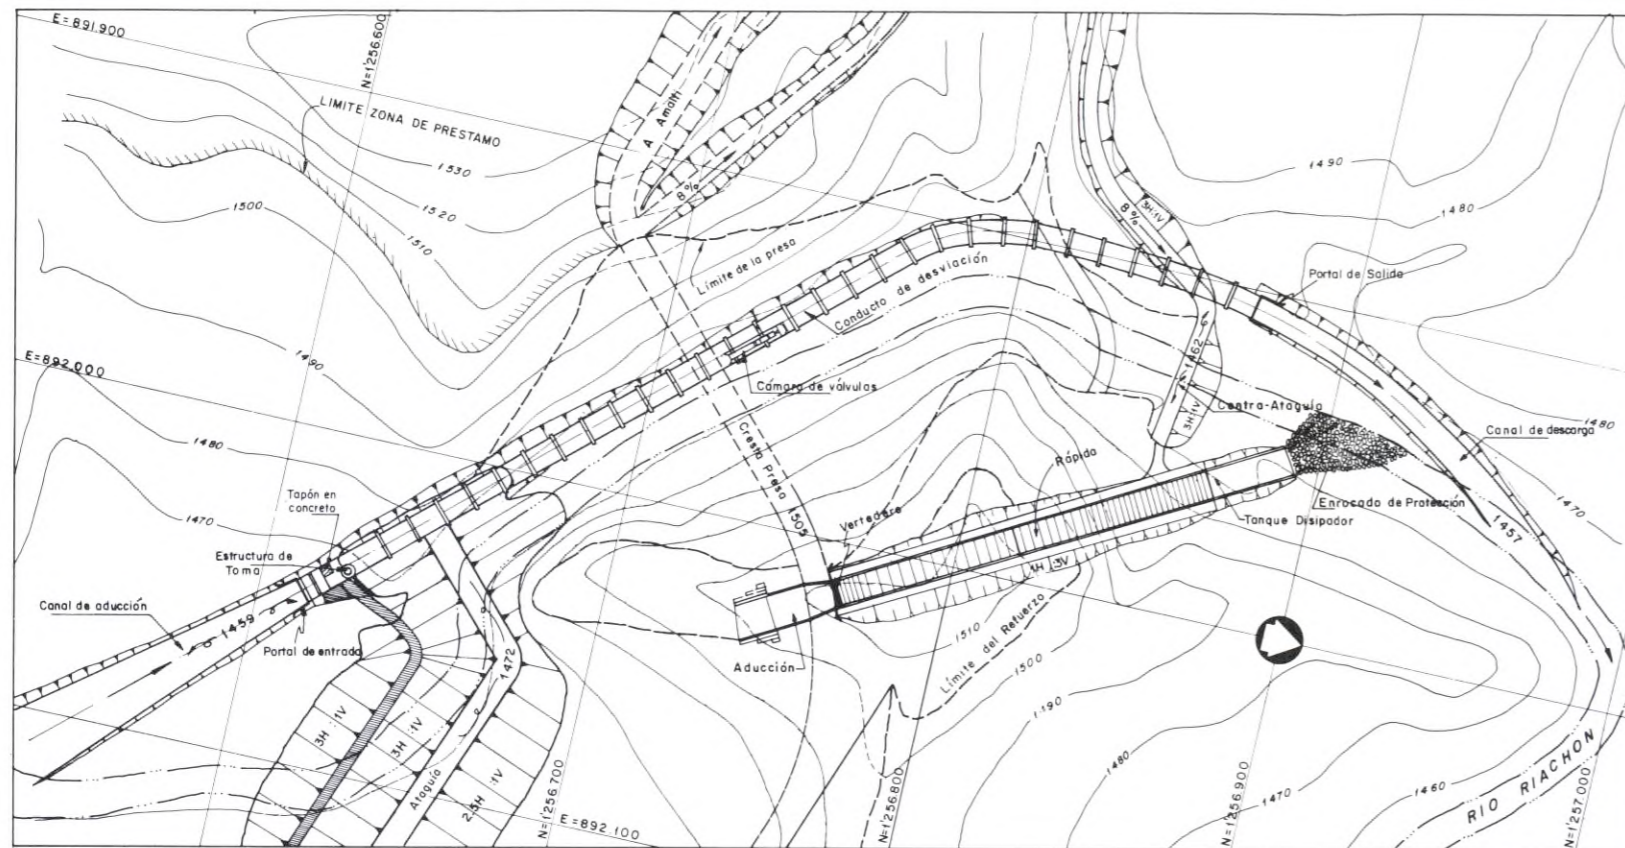 E=891.900
N=1'256.600
LIMITE ZONA DE PRESTAMO
1530
1520
1510
1500
A Amalfi
8%
1490
1480
8%
3H:1V
Límite de la presa
Conducto de desviación
Portal de Salida
E=892.000
1490
1480
1470
Cámara de válvulas
1462
Contra-Ataguía
3H:1V
Canal de descarga
1480
Cresta Presa 1505
Rápida
Tapón en
concreto
Vertedero
Enrocado de Protección
Tanque Disipador
1470
1457
Estructura de
Toma
1H :3V
Canal de aducción
1459
Portal de entrada
1472
Aducción
Límite del Refuerzo
1510
1500
1490
3H :1V
3H :1V
2.5H :1V
Ataguía
1480
1470
1460
RIO RIACHON
N=1'256.700
E=892.100
N=1'256.800
N=1'256.900
N=1'257.000